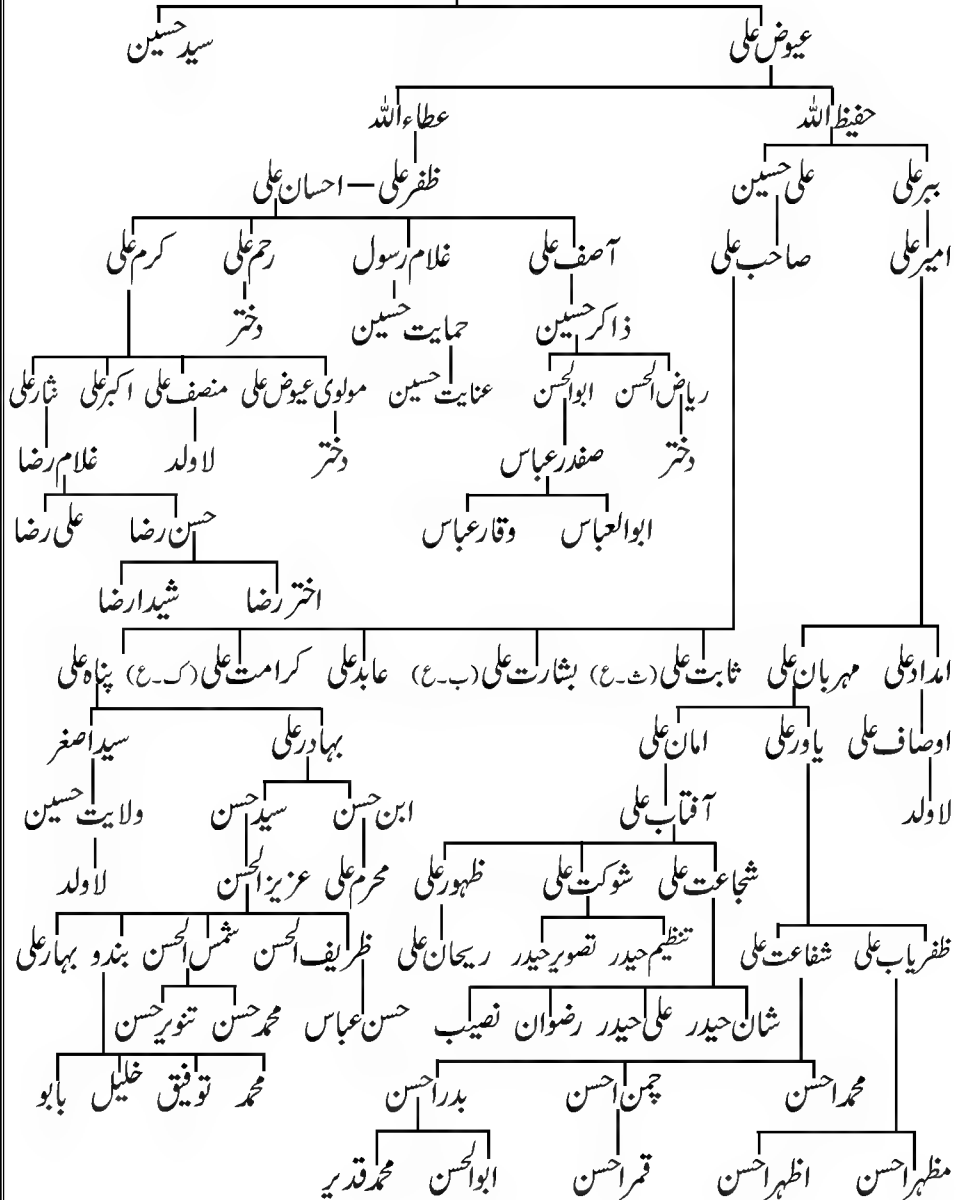 عیوض علی سید حسین
حفیظ اللہ عطاء اللہ
ببر علی علی حسین ظفر علی — احسان علی
امیر علی صاحب علی آصف علی غلام رسول رحم علی کرم علی
ذاکر حسین حمایت حسین دختر
ریاض الحسن ابوالحسن عنایت حسین مولوی عیوض علی منصف علی اکبر علی نثار علی
دختر صفدر عباس دختر لاولد غلام رضا
ابوالعباس وقار عباس حسن رضا علی رضا
اختر رضا شیدا رضا
امداد علی مہربان علی ثابت علی (ث۔ع) بشارت علی (ب۔ع) عابد علی کرامت علی (ک۔ع) پناہ علی
اوصاف علی یاور علی امان علی بہادر علی سید اصغر
لاولد آفتاب علی ابن حسن سید حسن ولایت حسین
شجاعت علی شوکت علی ظہور علی محرم علی عزیز الحسن لاولد
ظفریاب علی شفاعت علی تنظیم حیدر تصویر حیدر ریحان علی ظریف الحسن شمس الحسن بندو بہار علی
شان حیدر علی حیدر رضوان نصیب حسن عباس محمد حسن تنویر حسن
محمد احسن چمن احسن بدر احسن محمد توفیق خلیل بابو
مظہر احسن اظہر احسن قمر احسن ابوالحسن محمد قدیر